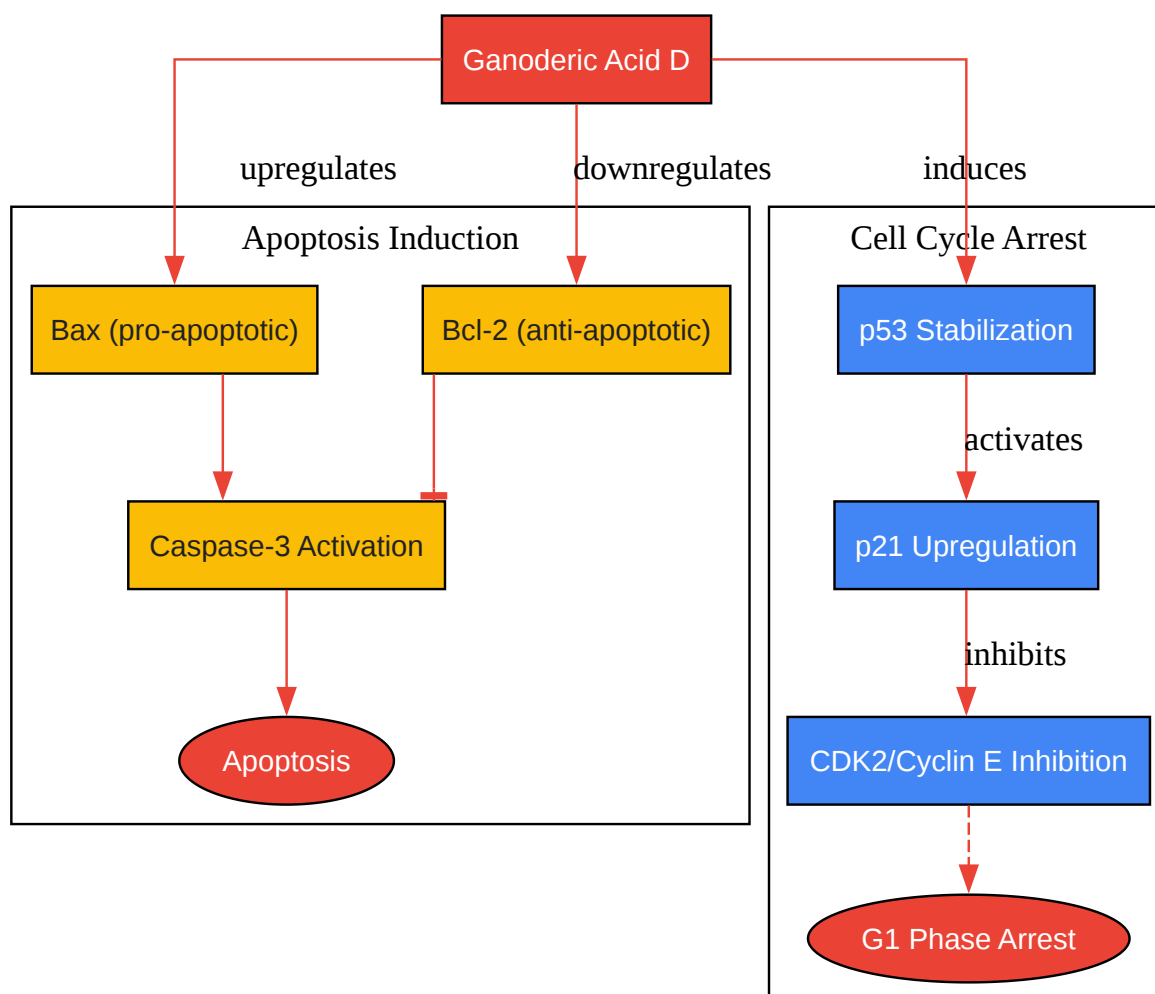 Ganoderic Acid D
upregulates
downregulates
induces
Apoptosis Induction
Cell Cycle Arrest
Bax (pro-apoptotic)
Bcl-2 (anti-apoptotic)
p53 Stabilization
activates
Caspase-3 Activation
p21 Upregulation
inhibits
Apoptosis
CDK2/Cyclin E Inhibition
G1 Phase Arrest